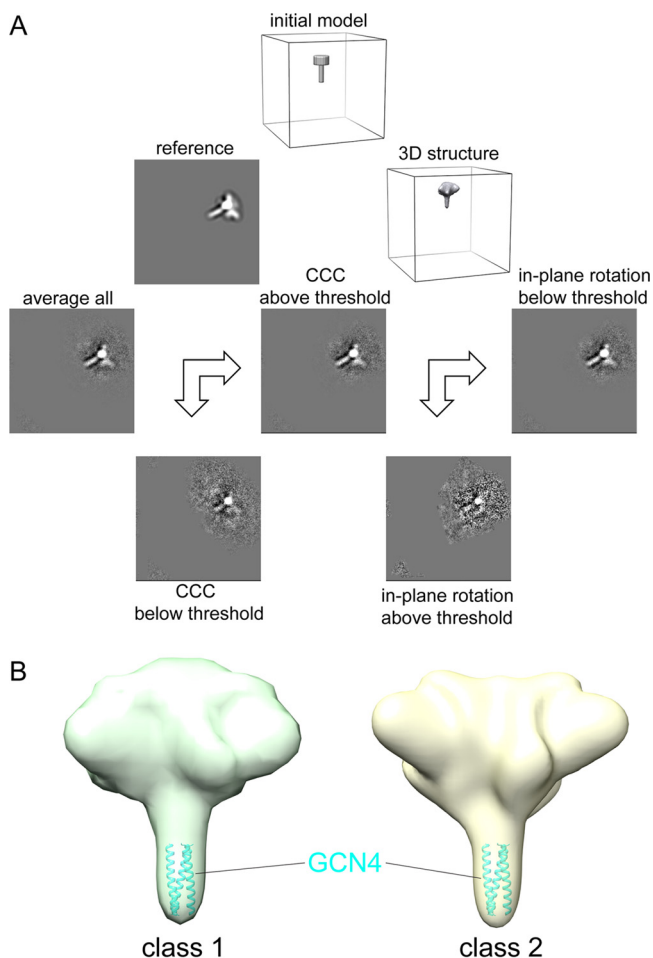 A
initial model
reference
3D structure
average all
CCC
above threshold
in-plane rotation
below threshold
CCC
below threshold
in-plane rotation
above threshold
B
GCN4
class 1
class 2